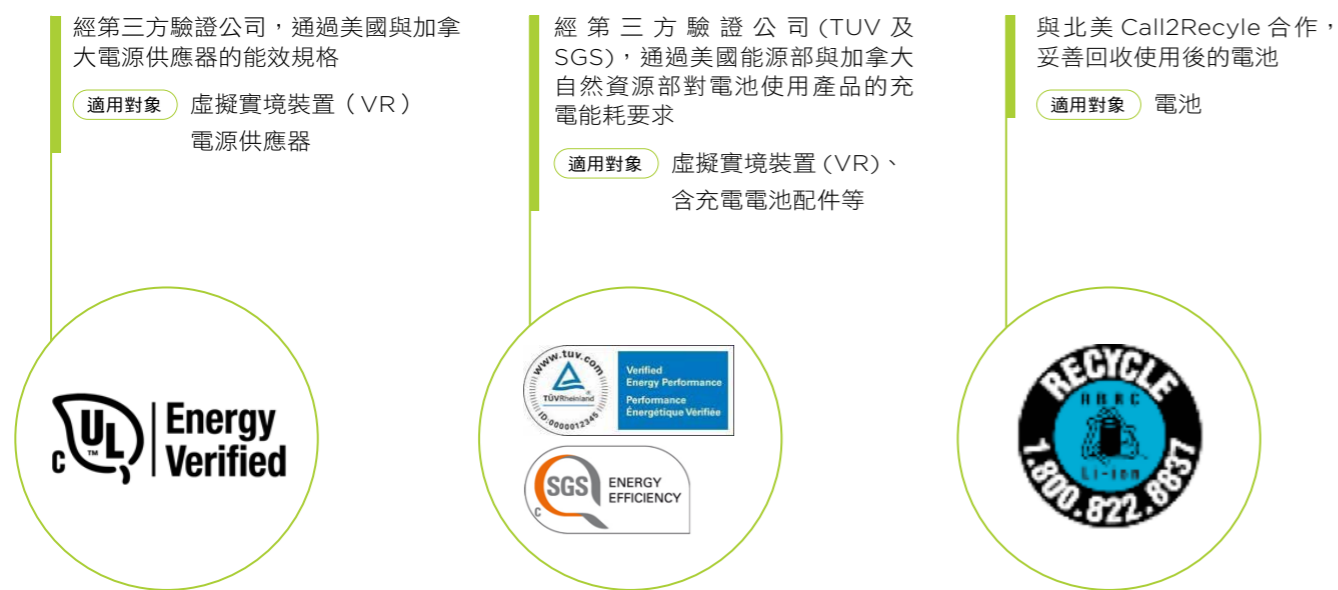 經第三方驗證公司，通過美國與加拿
大電源供應器的能效規格
適用對象 虛擬實境裝置（VR）
電源供應器
經第三方驗證公司(TUV 及
SGS)，通過美國能源部與加拿大
自然資源部對電池使用產品的充
電能耗要求
適用對象 虛擬實境裝置 (VR)、
含充電電池配件等
與北美 Call2Recyle 合作，
妥善回收使用後的電池
適用對象 電池
C UL ™ Energy
Verified
www.tuv.com
TÜVRheinland
®
ID:0000012345
Verified
Energy Performance
Performance
Énergétique Vérifiée
SGS
C
ENERGY
EFFICIENCY
RECYCLE
RBRC
Li-ion
1.800.822.8837